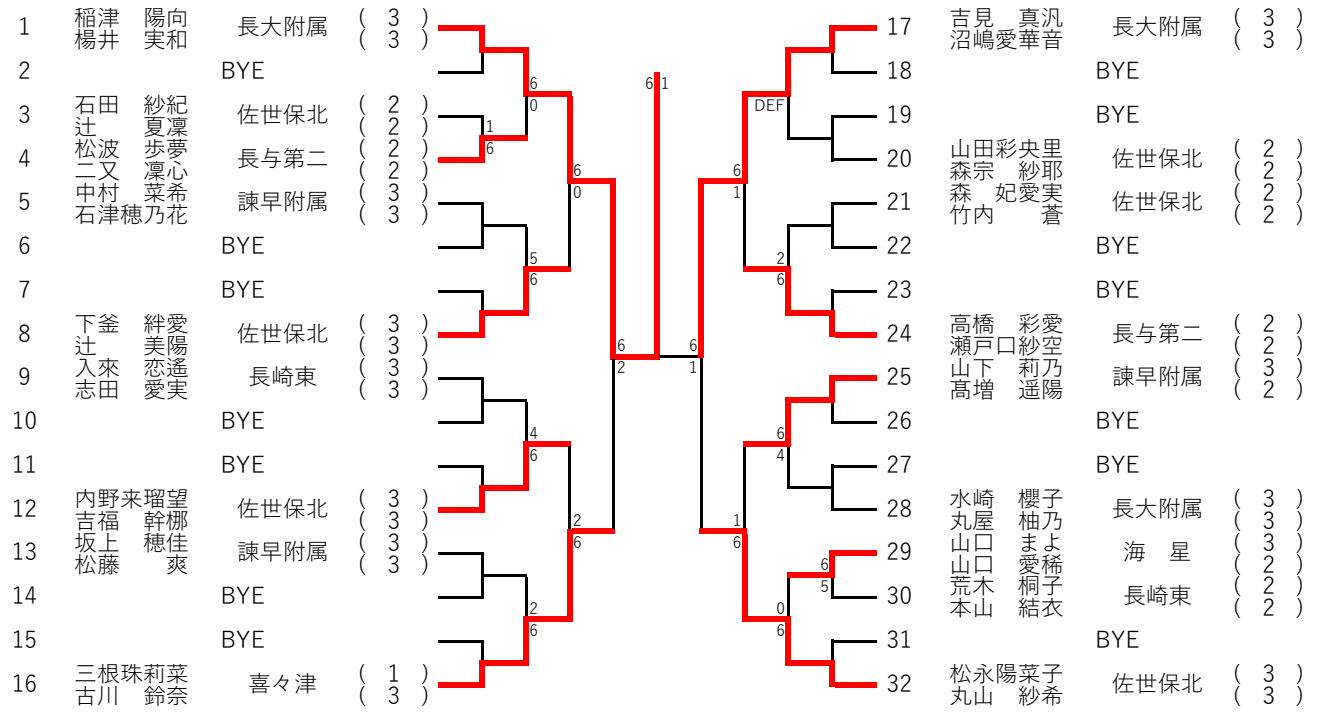 1 稲津 陽向 長大附属 ( 3 )
楊井 実和 ( 3 )
2 BYE
3 石田 紗紀 佐世保北 ( 2 )
辻 夏凜 ( 2 )
4 松波 歩夢 長与第二 ( 2 )
二又 凜心 ( 2 )
5 中村 菜希 諫早附属 ( 3 )
石津穂乃花 ( 3 )
6 BYE
7 BYE
8 下釜 絆愛 佐世保北 ( 3 )
辻 美陽 ( 3 )
9 入來 恋遙 長崎東 ( 3 )
志田 愛実 ( 3 )
10 BYE
11 BYE
12 内野来瑠望 佐世保北 ( 3 )
吉福 幹梛 ( 3 )
13 坂上 穂佳 諫早附属 ( 3 )
松藤 爽 ( 3 )
14 BYE
15 BYE
16 三根珠莉菜 喜々津 ( 1 )
古川 鈴奈 ( 3 )
6
0
1
6
6
0
5
6
6
2
4
6
2
6
2
6
6 1
DEF
6
1
2
6
6
1
6
4
1
6
6
5
0
6
17 吉見 真汎 長大附属 ( 3 )
沼嶋愛華音 ( 3 )
18 BYE
19 BYE
20 山田彩央里 佐世保北 ( 2 )
森宗 紗耶 ( 2 )
21 森 妃愛実 佐世保北 ( 2 )
竹内 蒼 ( 2 )
22 BYE
23 BYE
24 高橋 彩愛 長与第二 ( 2 )
瀬戸口紗空 ( 2 )
25 山下 莉乃 諫早附属 ( 3 )
髙増 遥陽 ( 2 )
26 BYE
27 BYE
28 水崎 櫻子 長大附属 ( 3 )
丸屋 柚乃 ( 3 )
29 山口 まよ 海 星 ( 3 )
山口 愛稀 ( 2 )
30 荒木 桐子 長崎東 ( 2 )
本山 結衣 ( 2 )
31 BYE
32 松永陽菜子 佐世保北 ( 3 )
丸山 紗希 ( 3 )